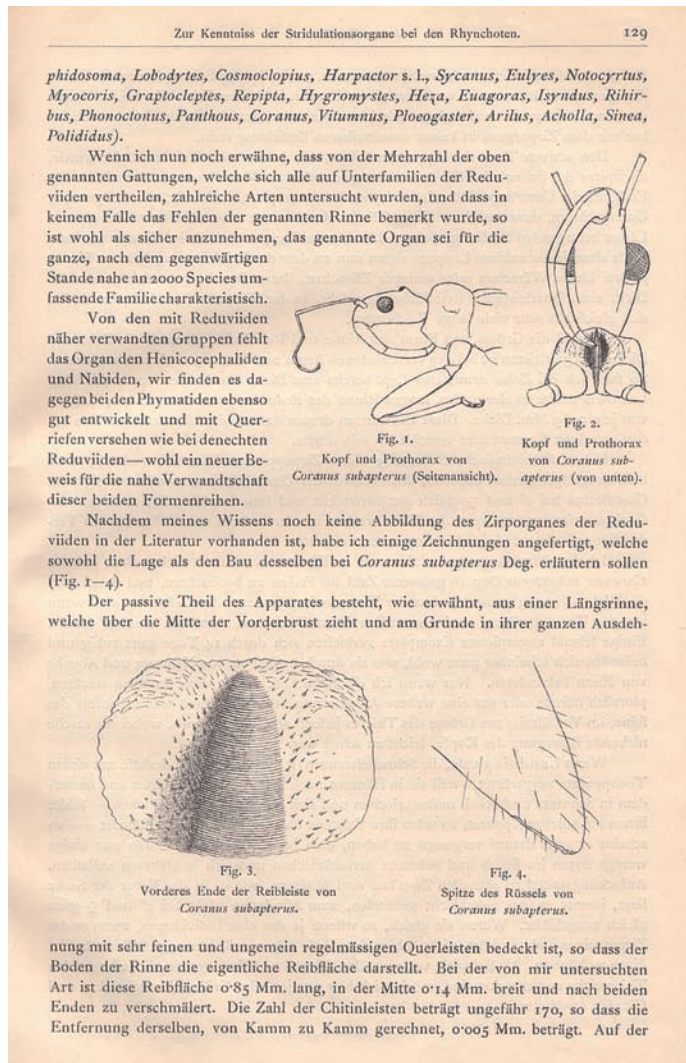 Zur Kenntniss der Stridulationsorgane bei den Rhynchoten. 129
phidosoma, Lobodytes, Cosmoclopius, Harpactor s. l., Sycanus, Eulyes, Notocyrtus,
Myocoris, Graptocleptes, Repipta, Hygromystes, Heza, Euagoras, Isyndus, Rihir-
bus, Phonoctonus, Panthous, Coranus, Vitumnus, Ploeogaster, Arilus, Acholla, Sinea,
Polididus).
Wenn ich nun noch erwähne, dass von der Mehrzahl der oben
genannten Gattungen, welche sich alle auf Unterfamilien der Redu-
viiden vertheilen, zahlreiche Arten untersucht wurden, und dass in
keinem Falle das Fehlen der genannten Rinne bemerkt wurde, so
ist wohl als sicher anzunehmen, das genannte Organ sei für die
ganze, nach dem gegenwärtigen
Stande nahe an 2000 Species um-
fassende Familie charakteristisch.
Von den mit Reduviiden
näher verwandten Gruppen fehlt
das Organ den Henicocephaliden
und Nabiden, wir finden es da-
gegen bei den Phymatiden ebenso
gut entwickelt und mit Quer-
riefen versehen wie bei den echten
Reduviiden — wohl ein neuer Be-
weis für die nahe Verwandtschaft
dieser beiden Formenreihen.
Fig. 1.
Kopf und Prothorax von
Coranus subapterus (Seitenansicht).
Fig. 2.
Kopf und Prothorax
von Coranus sub-
apterus (von unten).
Nachdem meines Wissens noch keine Abbildung des Zirporganes der Redu-
viiden in der Literatur vorhanden ist, habe ich einige Zeichnungen angefertigt, welche
sowohl die Lage als den Bau desselben bei Coranus subapterus Deg. erläutern sollen
(Fig. 1—4).
Der passive Theil des Apparates besteht, wie erwähnt, aus einer Längsrinne,
welche über die Mitte der Vorderbrust zieht und am Grunde in ihrer ganzen Ausdeh-
Fig. 3.
Vorderes Ende der Reibleiste von
Coranus subapterus.
Fig. 4.
Spitze des Rüssels von
Coranus subapterus.
nung mit sehr feinen und ungemein regelmässigen Querleisten bedeckt ist, so dass der
Boden der Rinne die eigentliche Reibfläche darstellt. Bei der von mir untersuchten
Art ist diese Reibfläche 0·85 Mm. lang, in der Mitte 0·14 Mm. breit und nach beiden
Enden zu verschmälert. Die Zahl der Chitinleisten beträgt ungefähr 170, so dass die
Entfernung derselben, von Kamm zu Kamm gerechnet, 0·005 Mm. beträgt. Auf der